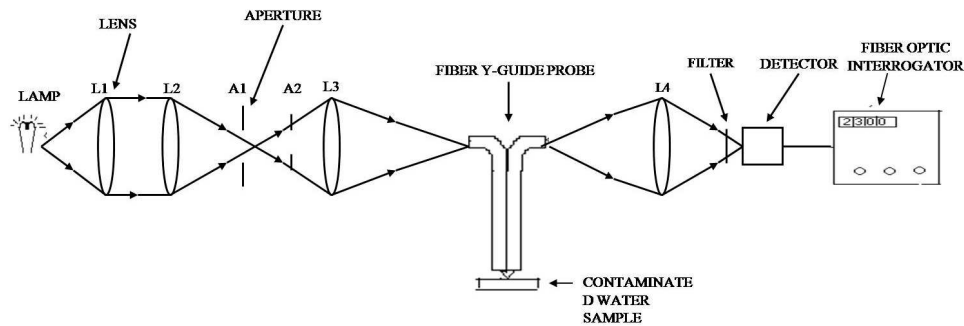 LENS
APERTURE
FIBER OPTIC
INTERROGATOR
FIBER Y-GUIDE PROBE
FILTER
DETECTOR
LAMP
L1
L2
A1
A2
L3
L4
2300
CONTAMINATE
D WATER
SAMPLE